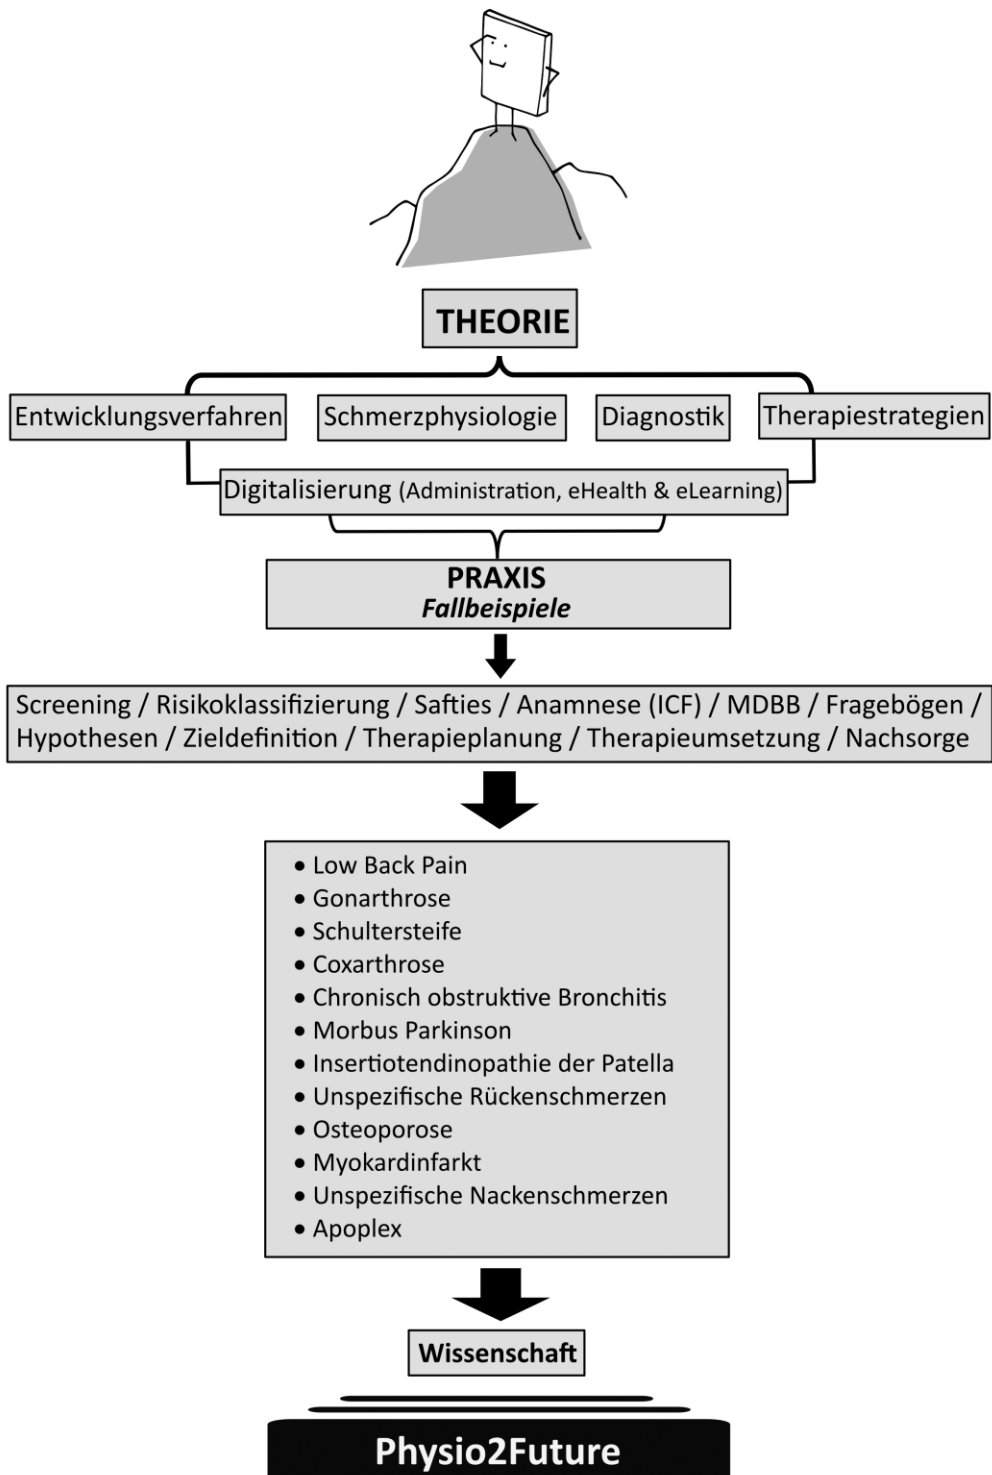 THEORIE
Entwicklungsverfahren
Schmerzphysiologie
Diagnostik
Therapiestrategien
Digitalisierung (Administration, eHealth & eLearning)
PRAXIS
Fallbeispiele
Screening / Risikoklassifizierung / Safties / Anamnese (ICF) / MDBB / Fragebögen /
Hypothesen / Zieldefinition / Therapieplanung / Therapieumsetzung / Nachsorge
• Low Back Pain
• Gonarthrose
• Schultersteife
• Coxarthrose
• Chronisch obstruktive Bronchitis
• Morbus Parkinson
• Insertiotendinopathie der Patella
• Unspezifische Rückenschmerzen
• Osteoporose
• Myokardinfarkt
• Unspezifische Nackenschmerzen
• Apoplex
Wissenschaft
Physio2Future